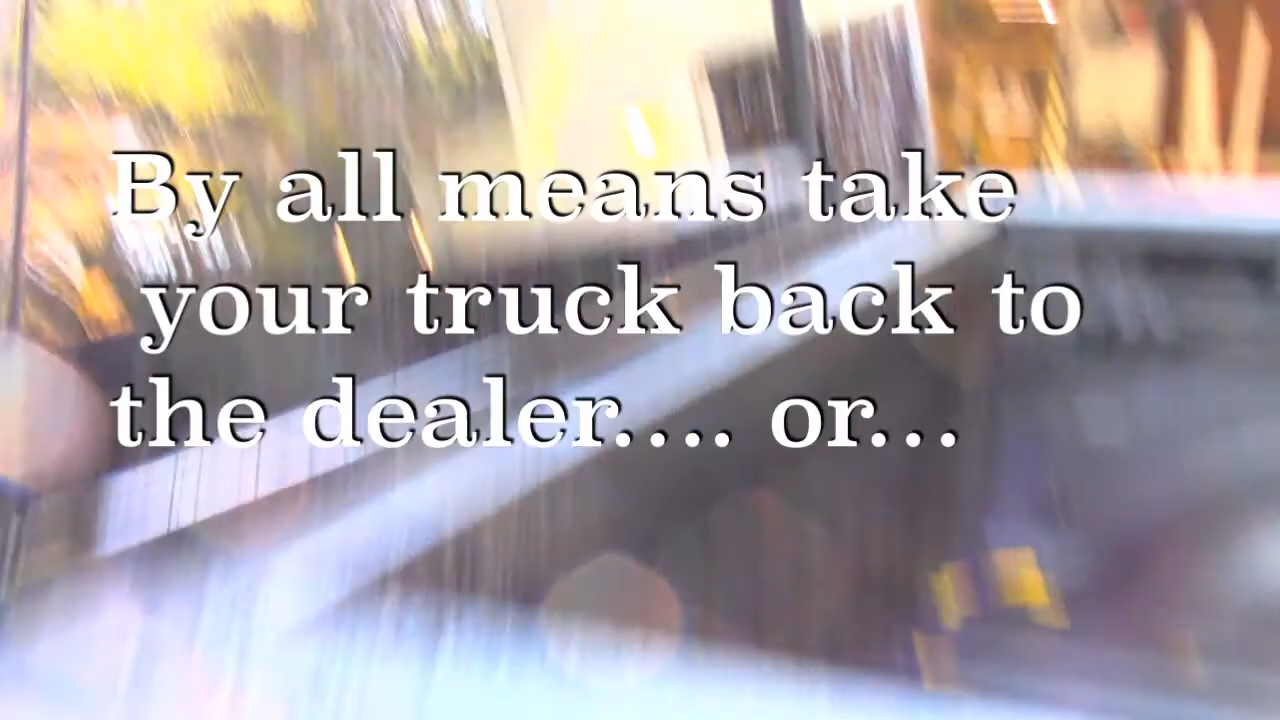 By all means take
your truck back to
the dealer.... or...